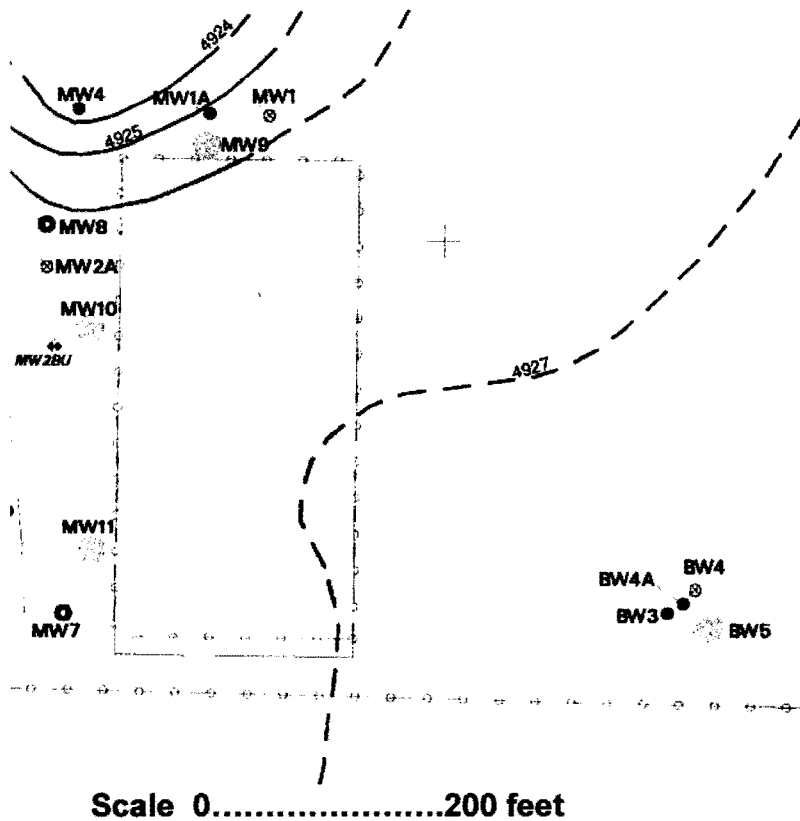 4924
MW4
MW1A
MW1
4925
MW9
MW8
MW2A
MW10
MW2BU
4927
MW11
BW4
BW4A
BW3
MW7
BW5
Scale 0......................200 feet